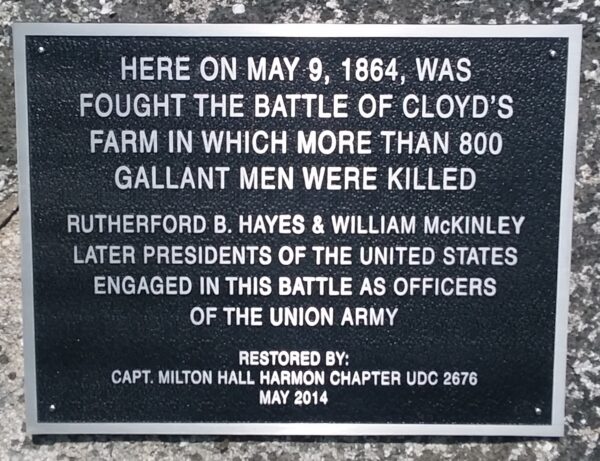 HERE ON MAY 9, 1864, WAS
FOUGHT THE BATTLE OF CLOYD'S
FARM IN WHICH MORE THAN 800
GALLANT MEN WERE KILLED
RUTHERFORD B. HAYES & WILLIAM McKINLEY
LATER PRESIDENTS OF THE UNITED STATES
ENGAGED IN THIS BATTLE AS OFFICERS
OF THE UNION ARMY
RESTORED BY:
CAPT. MILTON HALL HARMON CHAPTER UDC 2676
MAY 2014